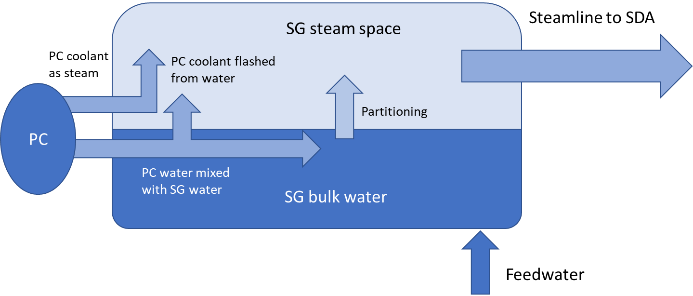 SG steam space
Steamline to SDA
PC coolant
as steam
PC coolant flashed
from water
Partitioning
PC
PC water mixed
with SG water
SG bulk water
Feedwater